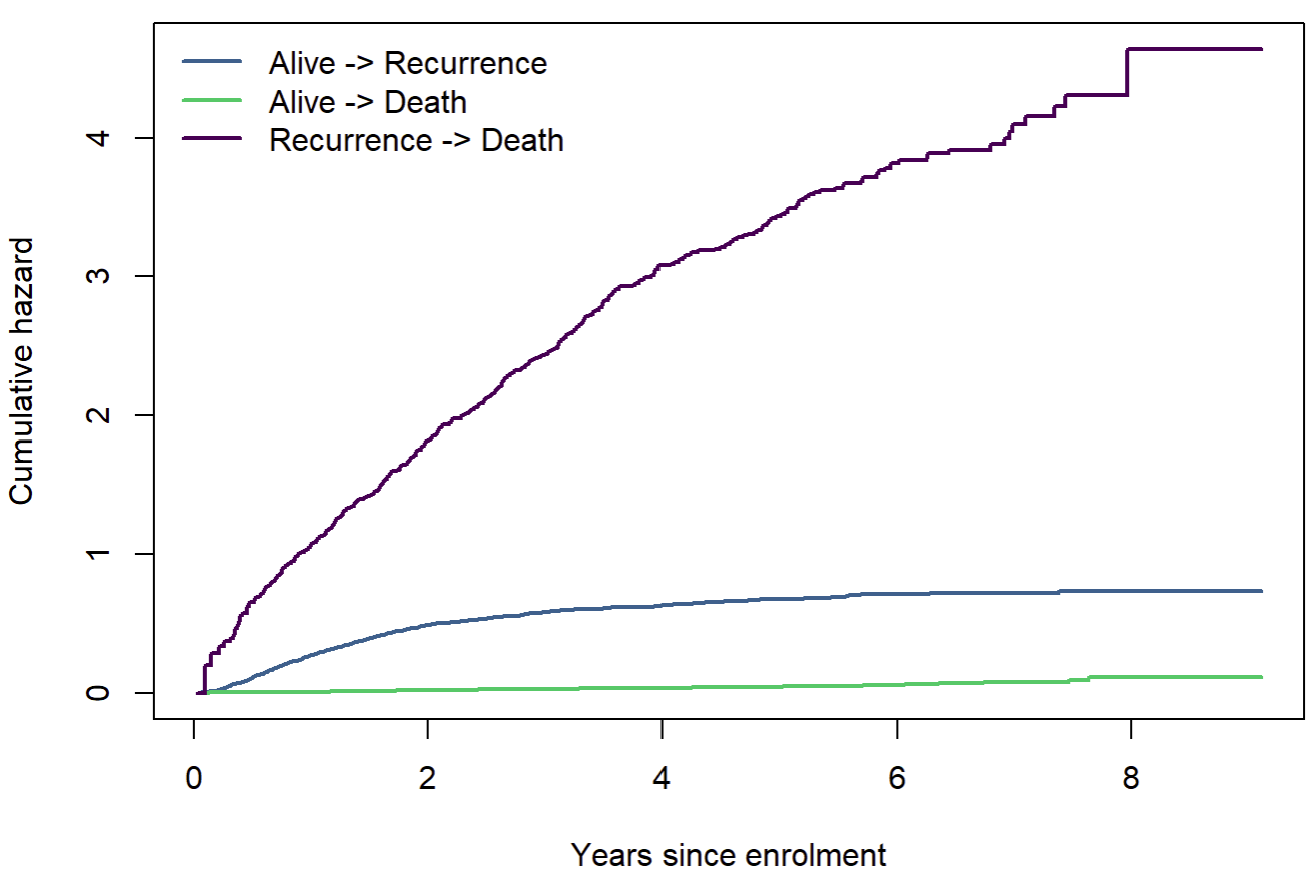 Alive -> Recurrence
Alive -> Death
Recurrence -> Death
Cumulative hazard
4
3
2
1
0
0 2 4 6 8
Years since enrolment